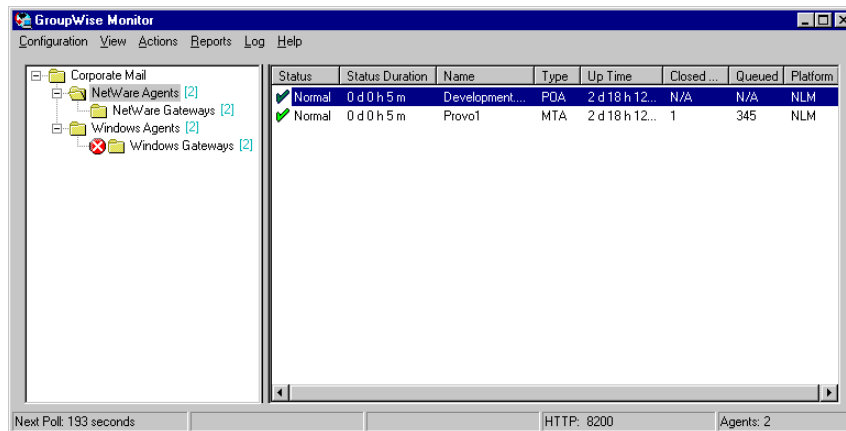 GroupWise Monitor
Configuration View Actions Reports Log Help
Corporate Mail
NetWare Agents [2]
NetWare Gateways [2]
Windows Agents [2]
Windows Gateways [2]
Status Status Duration Name Type Up Time Closed ... Queued Platform
Normal 0 d 0 h 5 m Development.... POA 2 d 18 h 12... N/A N/A NLM
Normal 0 d 0 h 5 m Provo1 MTA 2 d 18 h 12... 1 345 NLM
Next Poll: 193 seconds HTTP: 8200 Agents: 2